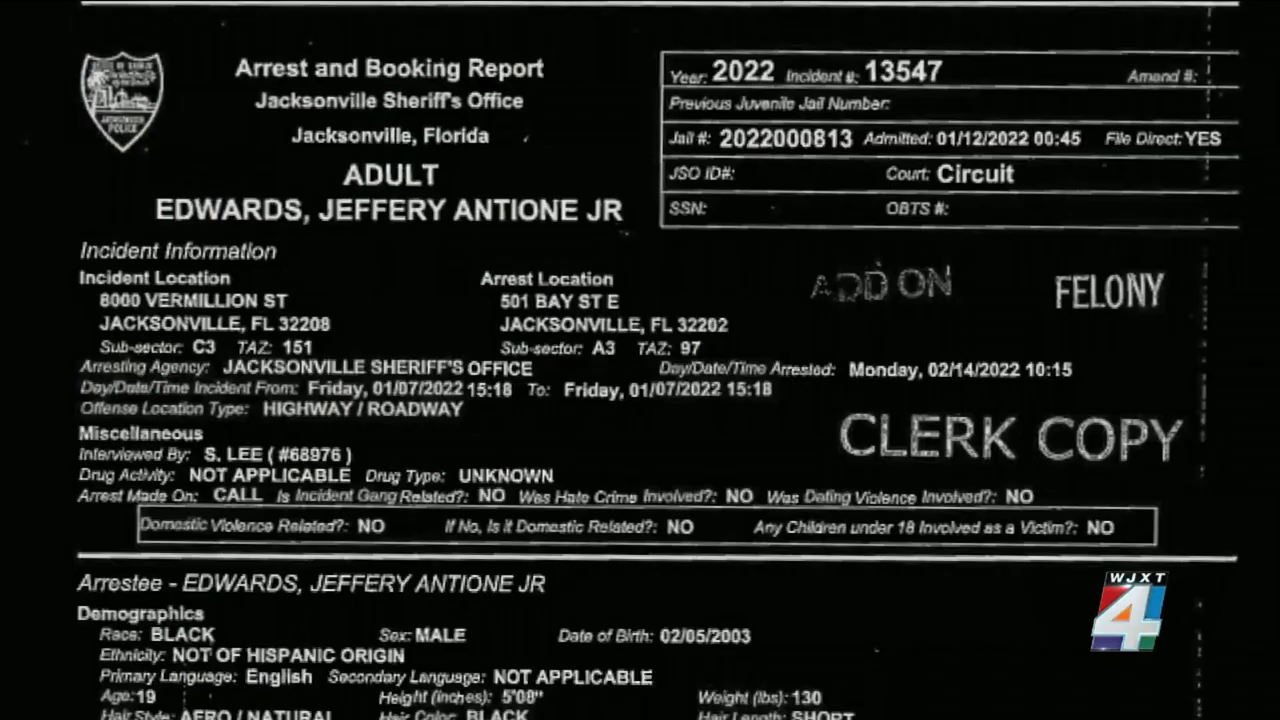 Arrest and Booking Report
Jacksonville Sheriff's Office
Jacksonville, Florida
ADULT
EDWARDS, JEFFERY ANTIONE JR
Year: 2022 Incident #: 13547 Amend #:
Previous Juvenile Jail Number:
Jail #: 2022000813 Admitted: 01/12/2022 00:45 File Direct: YES
JSO ID#: Court: Circuit
SSN: OBTS #:
Incident Information
Incident Location Arrest Location
8000 VERMILLION ST 501 BAY ST E
JACKSONVILLE, FL 32208 JACKSONVILLE, FL 32202
Sub-sector: C3 TAZ: 151 Sub-sector: A3 TAZ: 97
ADD ON FELONY
Arresting Agency: JACKSONVILLE SHERIFF'S OFFICE Day/Date/Time Arrested: Monday, 02/14/2022 10:15
Day/Date/Time Incident From: Friday, 01/07/2022 15:18 To: Friday, 01/07/2022 15:18
Offense Location Type: HIGHWAY / ROADWAY
CLERK COPY
Miscellaneous
Interviewed By: S. LEE ( #68976 )
Drug Activity: NOT APPLICABLE Drug Type: UNKNOWN
Arrest Made On: CALL Is Incident Gang Related?: NO Was Hate Crime Involved?: NO Was Dating Violence Involved?: NO
Domestic Violence Related?: NO If No, Is it Domestic Related?: NO Any Children under 18 Involved as a Victim?: NO
Arrestee - EDWARDS, JEFFERY ANTIONE JR
Demographics
Race: BLACK Sex: MALE Date of Birth: 02/05/2003
Ethnicity: NOT OF HISPANIC ORIGIN
Primary Language: English Secondary Language: NOT APPLICABLE
Age: 19 Height (inches): 5'08" Weight (lbs): 130
Hair Style: AFRO / NATURAL Hair Color: BLACK Hair Length: SHORT
WJXT
4